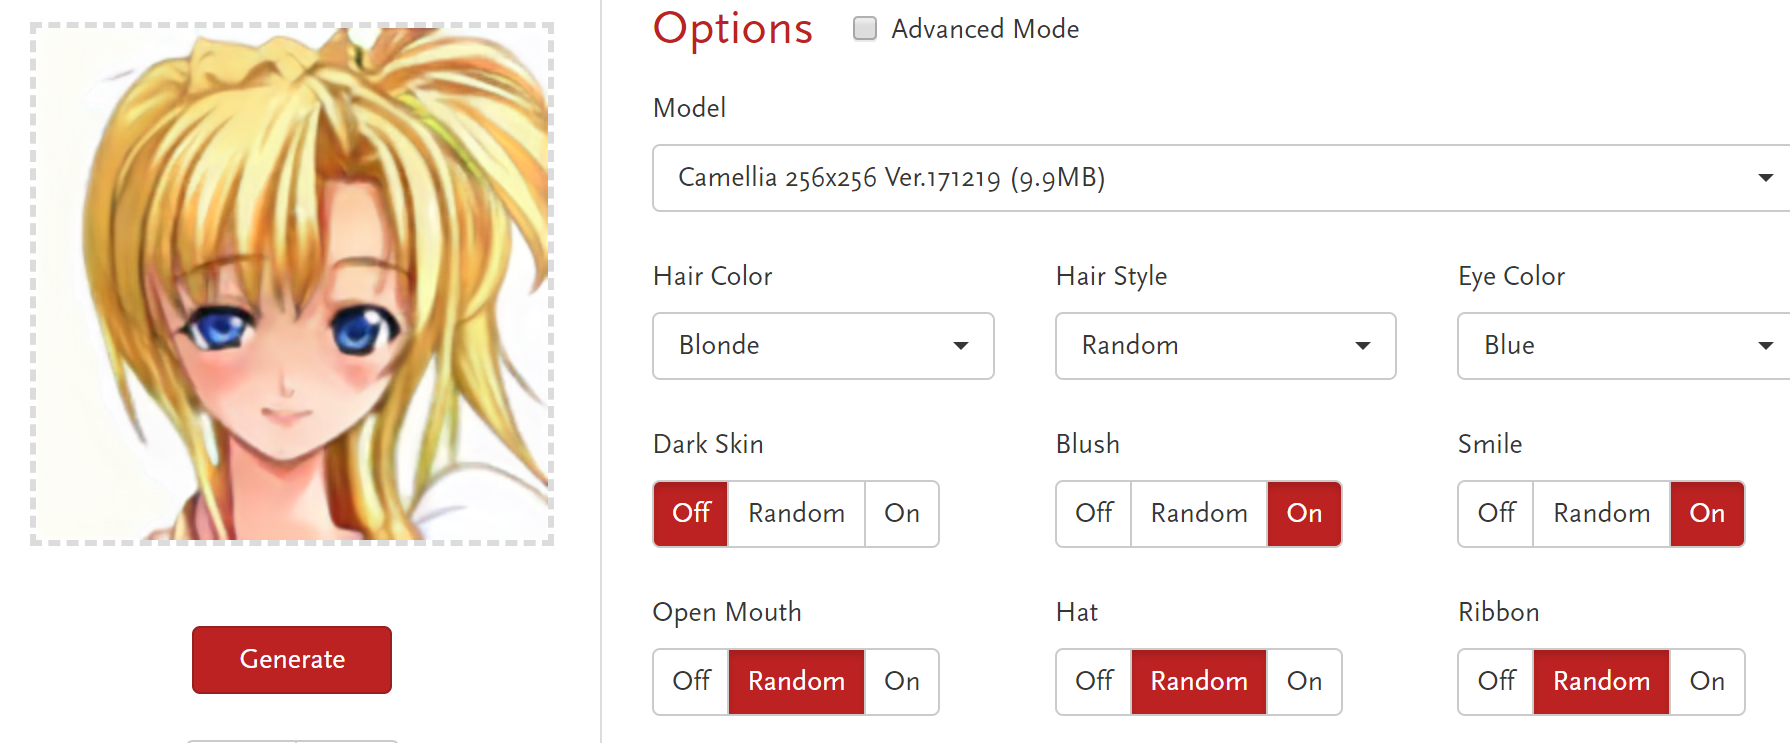 Options
Advanced Mode
Model
Camellia 256x256 Ver.171219 (9.9MB)
Hair Color
Hair Style
Eye Color
Blonde
Random
Blue
Dark Skin
Blush
Smile
Off Random On
Off Random On
Off Random On
Open Mouth
Hat
Ribbon
Off Random On
Off Random On
Off Random On
Generate